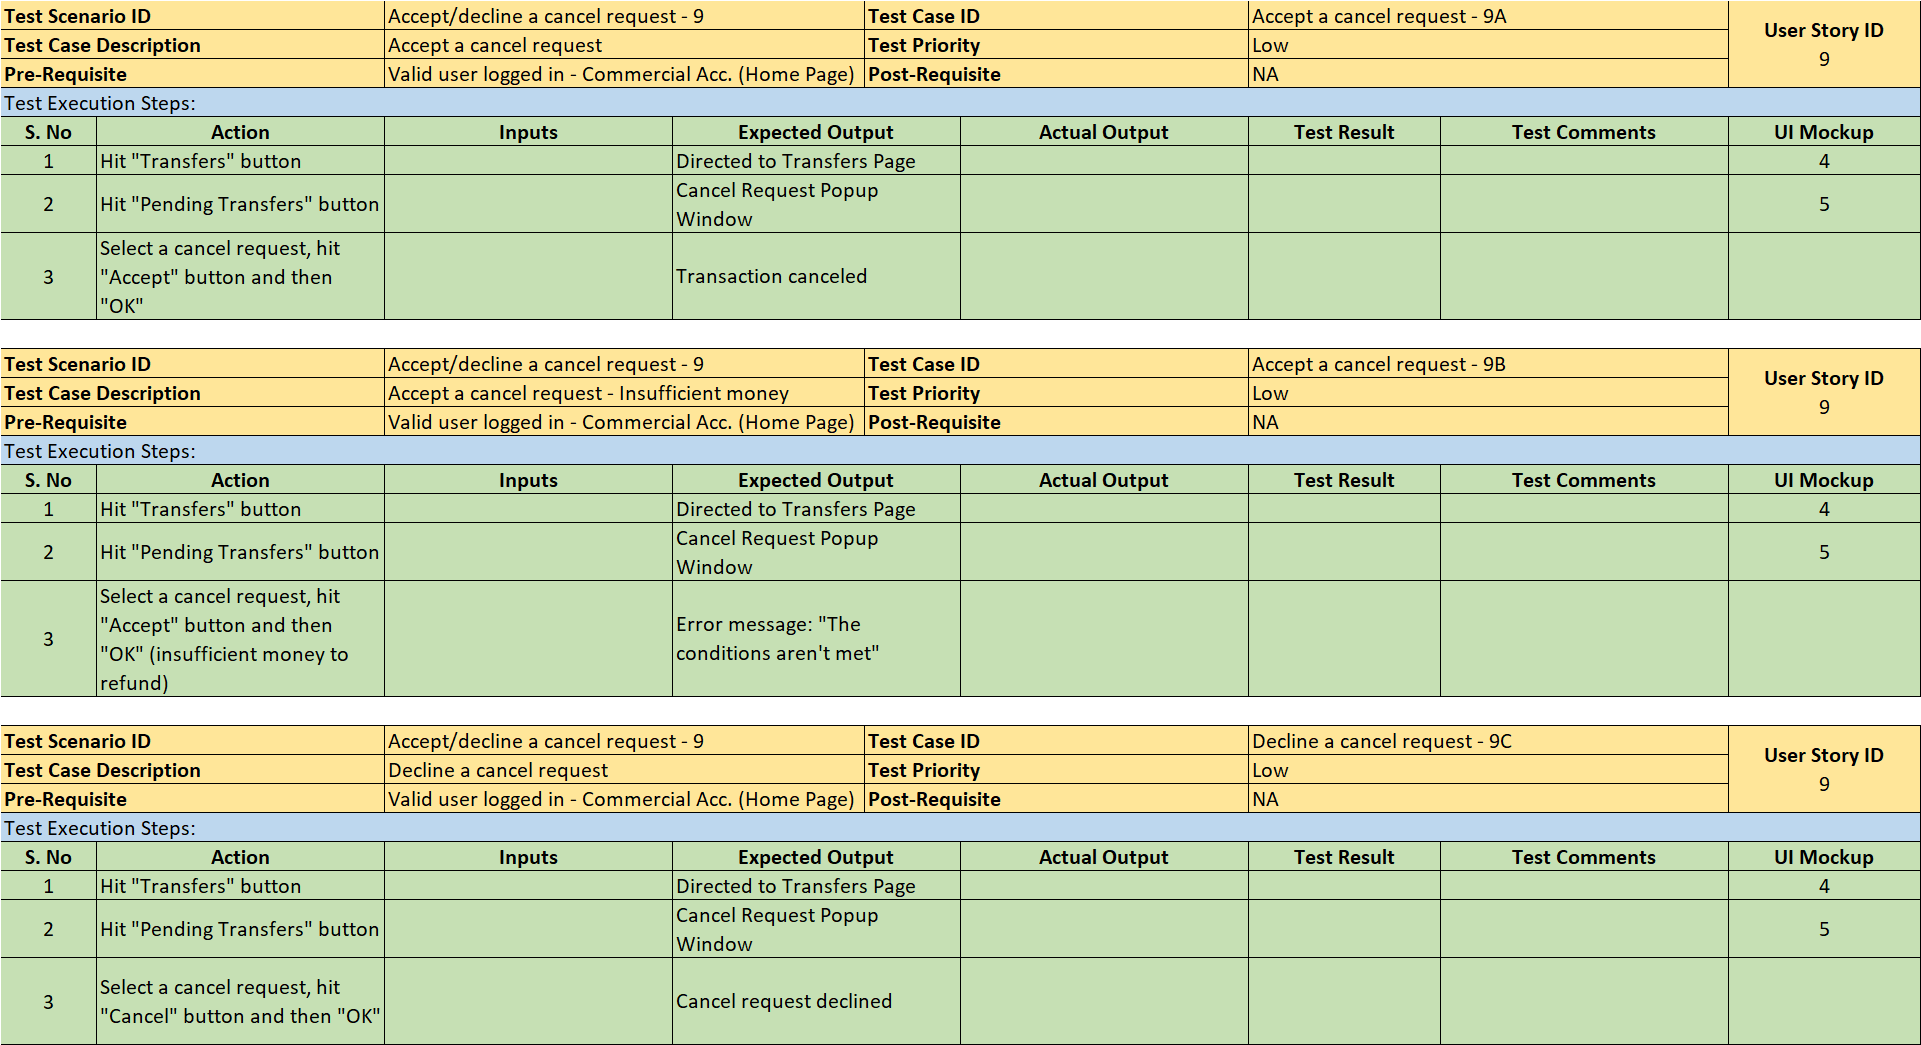 Test Scenario ID Accept/decline a cancel request - 9 Test Case ID Accept a cancel request - 9A User Story ID
Test Case Description Accept a cancel request Test Priority Low 9
Pre-Requisite Valid user logged in - Commercial Acc. (Home Page) Post-Requisite NA
Test Execution Steps:
S. No Action Inputs Expected Output Actual Output Test Result Test Comments UI Mockup
1 Hit "Transfers" button Directed to Transfers Page 4
2 Hit "Pending Transfers" button Cancel Request Popup
Window 5
3 Select a cancel request, hit
"Accept" button and then
"OK" Transaction canceled
Test Scenario ID Accept/decline a cancel request - 9 Test Case ID Accept a cancel request - 9B User Story ID
Test Case Description Accept a cancel request - Insufficient money Test Priority Low 9
Pre-Requisite Valid user logged in - Commercial Acc. (Home Page) Post-Requisite NA
Test Execution Steps:
S. No Action Inputs Expected Output Actual Output Test Result Test Comments UI Mockup
1 Hit "Transfers" button Directed to Transfers Page 4
2 Hit "Pending Transfers" button Cancel Request Popup
Window 5
3 Select a cancel request, hit
"Accept" button and then
"OK" (insufficient money to
refund) Error message: "The
conditions aren't met"
Test Scenario ID Accept/decline a cancel request - 9 Test Case ID Decline a cancel request - 9C User Story ID
Test Case Description Decline a cancel request Test Priority Low 9
Pre-Requisite Valid user logged in - Commercial Acc. (Home Page) Post-Requisite NA
Test Execution Steps:
S. No Action Inputs Expected Output Actual Output Test Result Test Comments UI Mockup
1 Hit "Transfers" button Directed to Transfers Page 4
2 Hit "Pending Transfers" button Cancel Request Popup
Window 5
3 Select a cancel request, hit
"Cancel" button and then "OK" Cancel request declined